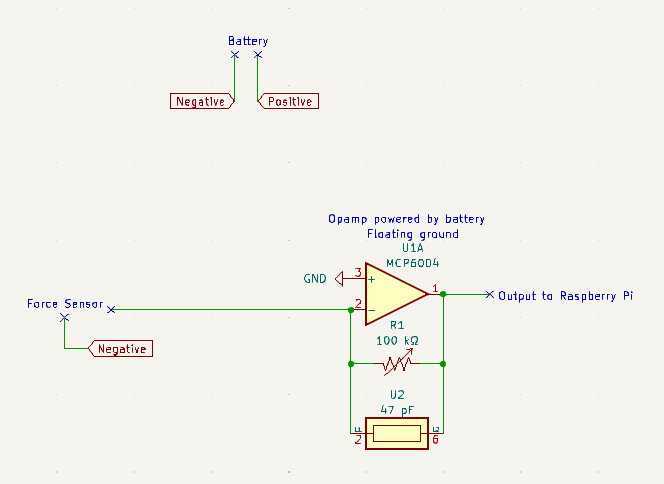 Battery
Negative
Positive
Opamp powered by battery
Floating ground
U1A
MCP6004
GND
3
+
1
2
−
Output to Raspberry Pi
Force Sensor
Negative
R1
100 kΩ
U2
47 pF
2
6